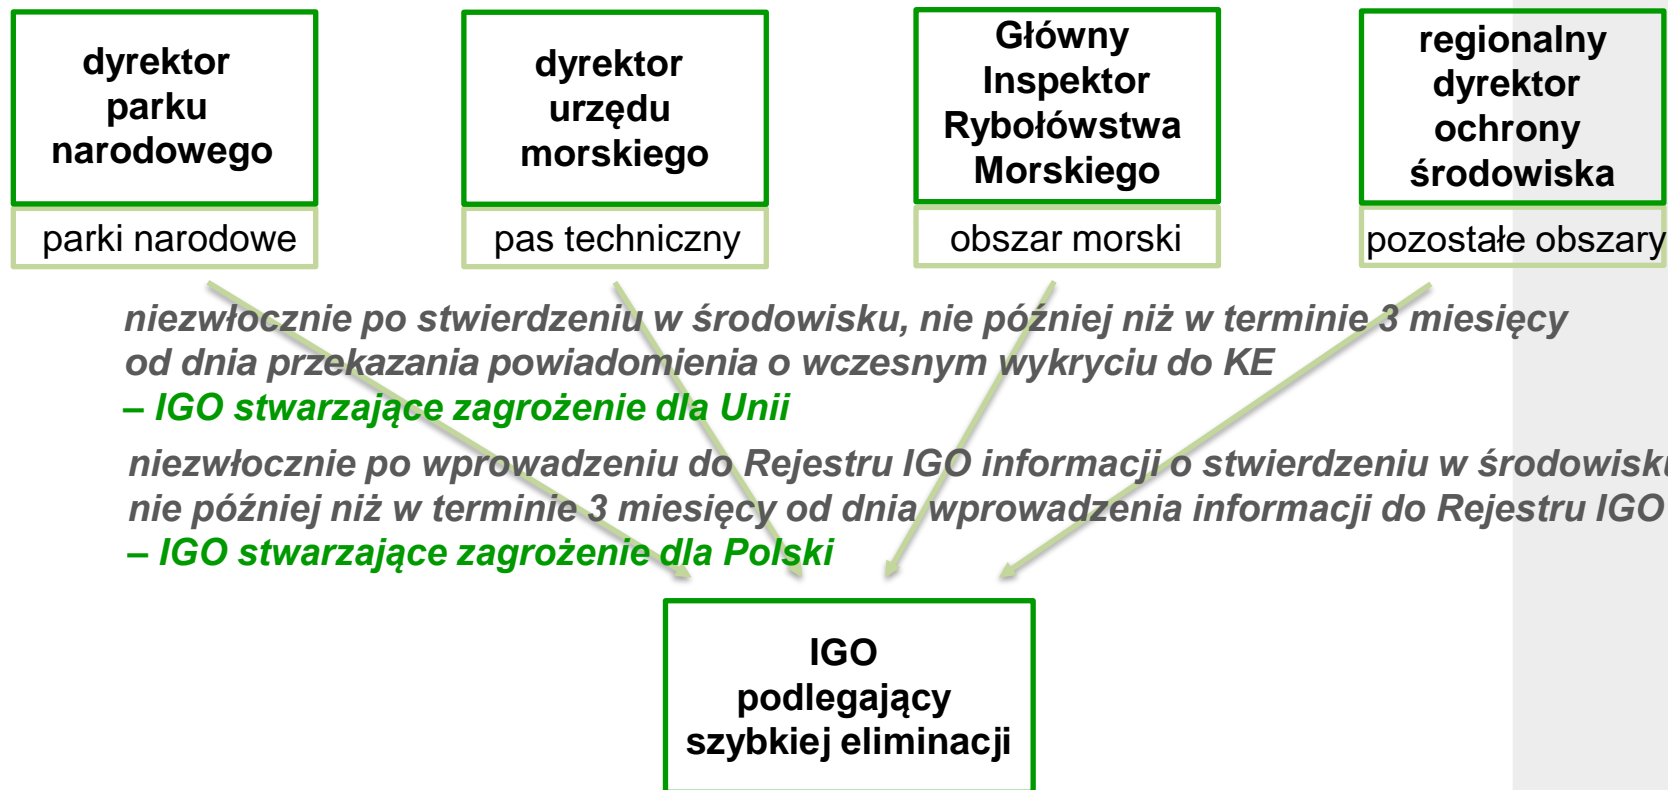 dyrektor
parku
narodowego
parki narodowe
dyrektor
urzędu
morskiego
pas techniczny
Główny
Inspektor
Rybołówstwa
Morskiego
obszar morski
regionalny
dyrektor
ochrony
środowiska
pozostałe obszary
niezwłocznie po stwierdzeniu w środowisku, nie później niż w terminie 3 miesięcy
od dnia przekazania powiadomienia o wczesnym wykryciu do KE
– IGO stwarzające zagrożenie dla Unii
niezwłocznie po wprowadzeniu do Rejestru IGO informacji o stwierdzeniu w środowisku
nie później niż w terminie 3 miesięcy od dnia wprowadzenia informacji do Rejestru IGO
– IGO stwarzające zagrożenie dla Polski
IGO
podlegający
szybkiej eliminacji